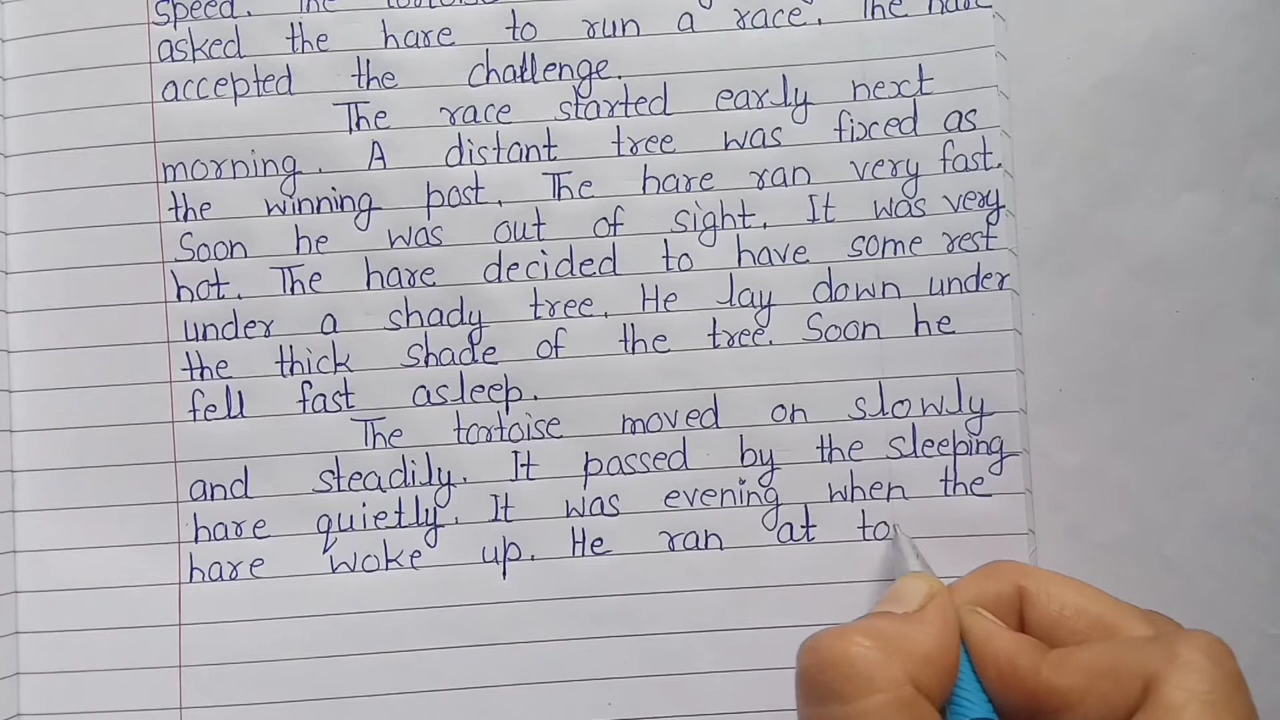 speed. The
asked the hare to run a race. The hare
accepted the challenge.
The race started early next
morning. A distant tree was fixed as
the winning post. The hare ran very fast.
Soon he was out of sight. It was very
hot. The hare decided to have some rest
under a shady tree. He lay down under
the thick shade of the tree. Soon he
fell fast asleep.
The tortoise moved on slowly
and steadily. It passed by the sleeping
hare quietly. It was evening when the
hare woke up. He ran at to